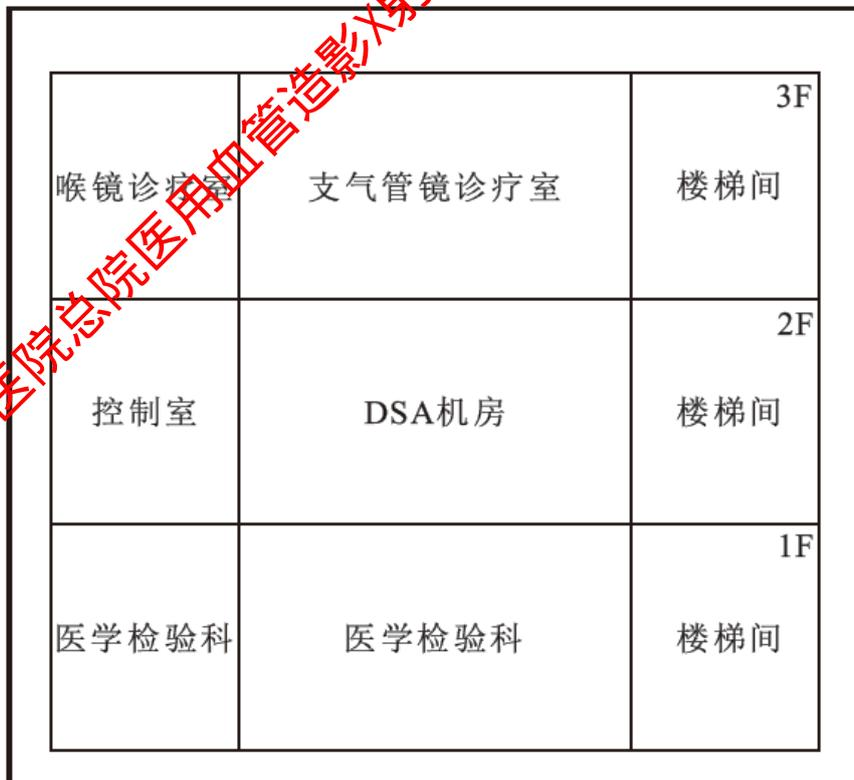 3F
喉镜诊疗室 支气管镜诊疗室 楼梯间
2F
控制室 DSA机房 楼梯间
1F
医学检验科 医学检验科 楼梯间
医院总院医用血管造影X射